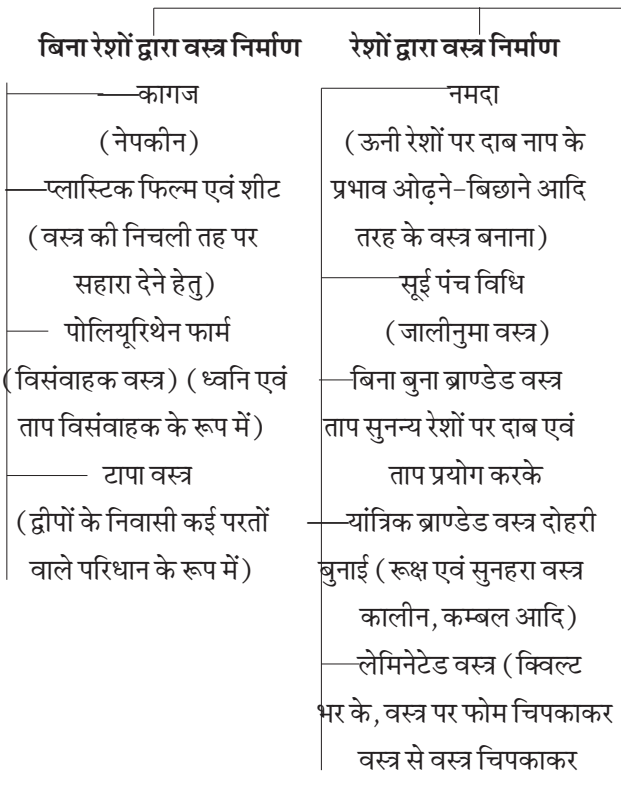 बिना रेशों द्वारा वस्त्र निर्माण
कागज
(नेपकीन)
प्लास्टिक फिल्म एवं शीट
(वस्त्र की निचली तह पर
सहारा देने हेतु)
पोलियूरिथेन फार्म
(विसंवाहक वस्त्र) (ध्वनि एवं
ताप विसंवाहक के रूप में)
टापा वस्त्र
(द्वीपों के निवासी कई परतों
वाले परिधान के रूप में)
रेशों द्वारा वस्त्र निर्माण
नमदा
(ऊनी रेशों पर दाब नाप के
प्रभाव ओढ़ने-बिछाने आदि
तरह के वस्त्र बनाना)
सूई पंच विधि
(जालीनुमा वस्त्र)
बिना बुना ब्राण्डेड वस्त्र
ताप सुनन्य रेशों पर दाब एवं
ताप प्रयोग करके
यांत्रिक ब्राण्डेड वस्त्र दोहरी
बुनाई (रूक्ष एवं सुनहरा वस्त्र
कालीन, कम्बल आदि)
लेमिनेटेड वस्त्र (क्विल्ट
भर के, वस्त्र पर फोम चिपकाकर
वस्त्र से वस्त्र चिपकाकर